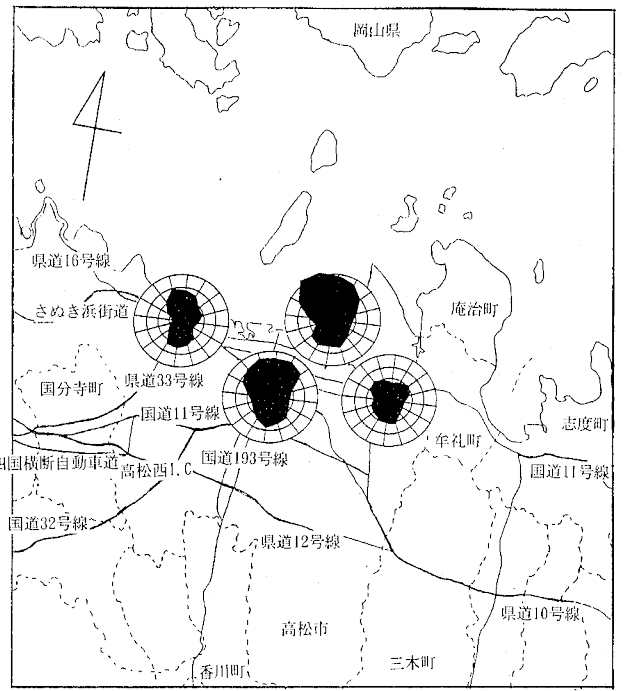 岡山県
県道16号線
さぬき浜街道
庵治町
県道33号線
国分寺町
国道11号線
志度町
牟礼町
国道193号線
四国横断自動車道
高松西I.C
国道11号線
国道32号線
県道12号線
県道10号線
高松市
三木町
香川町